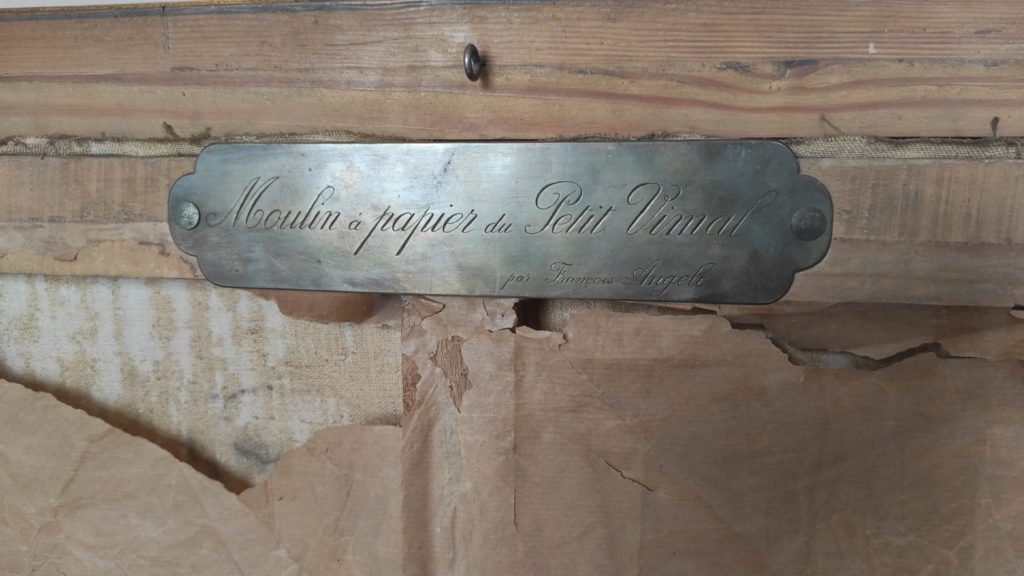 Moulin à papier du Petit Vimal
par François Angeli